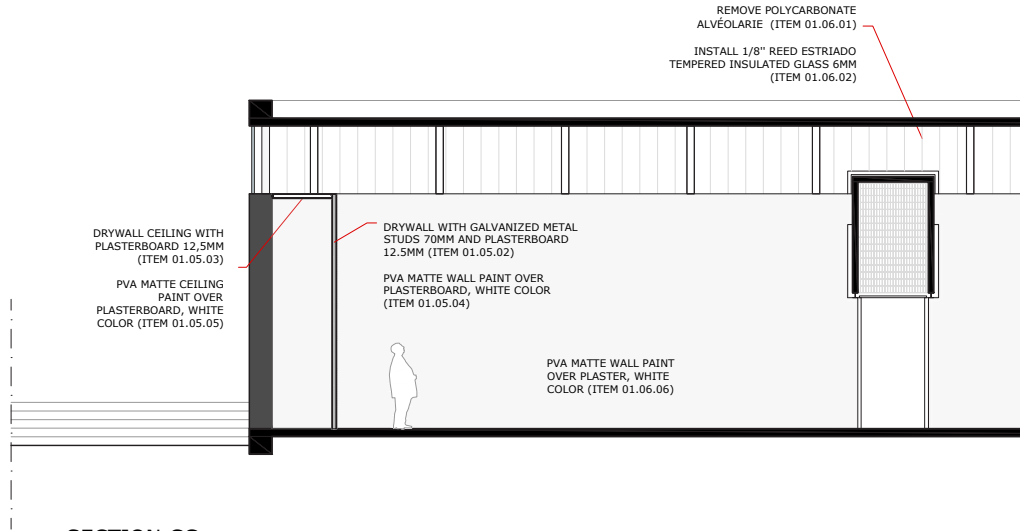 REMOVE POLYCARBONATE
ALVÉOLARIE (ITEM 01.06.01)
INSTALL 1/8" REED ESTRIADO
TEMPERED INSULATED GLASS 6MM
(ITEM 01.06.02)
DRYWALL CEILING WITH
PLASTERBOARD 12,5MM
(ITEM 01.05.03)
PVA MATTE CEILING
PAINT OVER
PLASTERBOARD, WHITE
COLOR (ITEM 01.05.05)
DRYWALL WITH GALVANIZED METAL
STUDS 70MM AND PLASTERBOARD
12.5MM (ITEM 01.05.02)
PVA MATTE WALL PAINT OVER
PLASTERBOARD, WHITE COLOR
(ITEM 01.05.04)
PVA MATTE WALL PAINT
OVER PLASTER, WHITE
COLOR (ITEM 01.06.06)